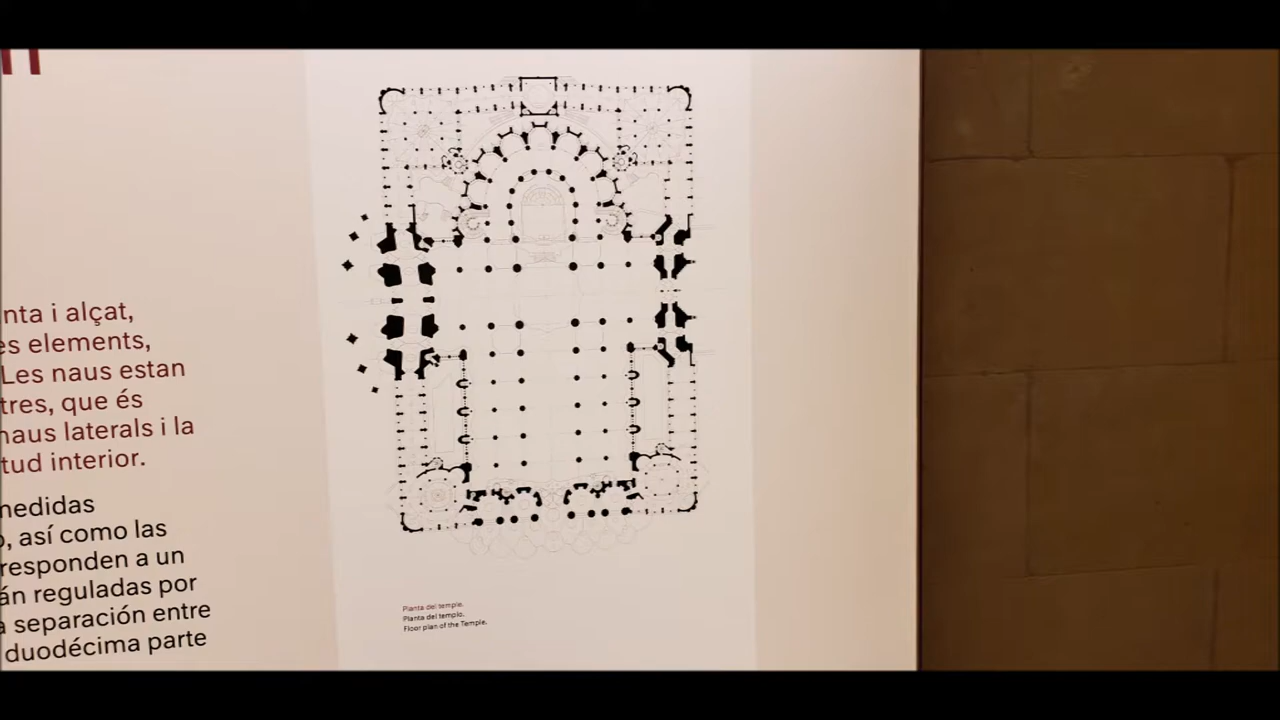 nta i alçat,
es elements,
Les naus estan
tres, que és
naus laterals i la
tud interior.
medidas
o, así como las
responden a un
án reguladas por
a separación entre
duodécima parte
Planta del temple.
Planta del templo.
Floor plan of the Temple.